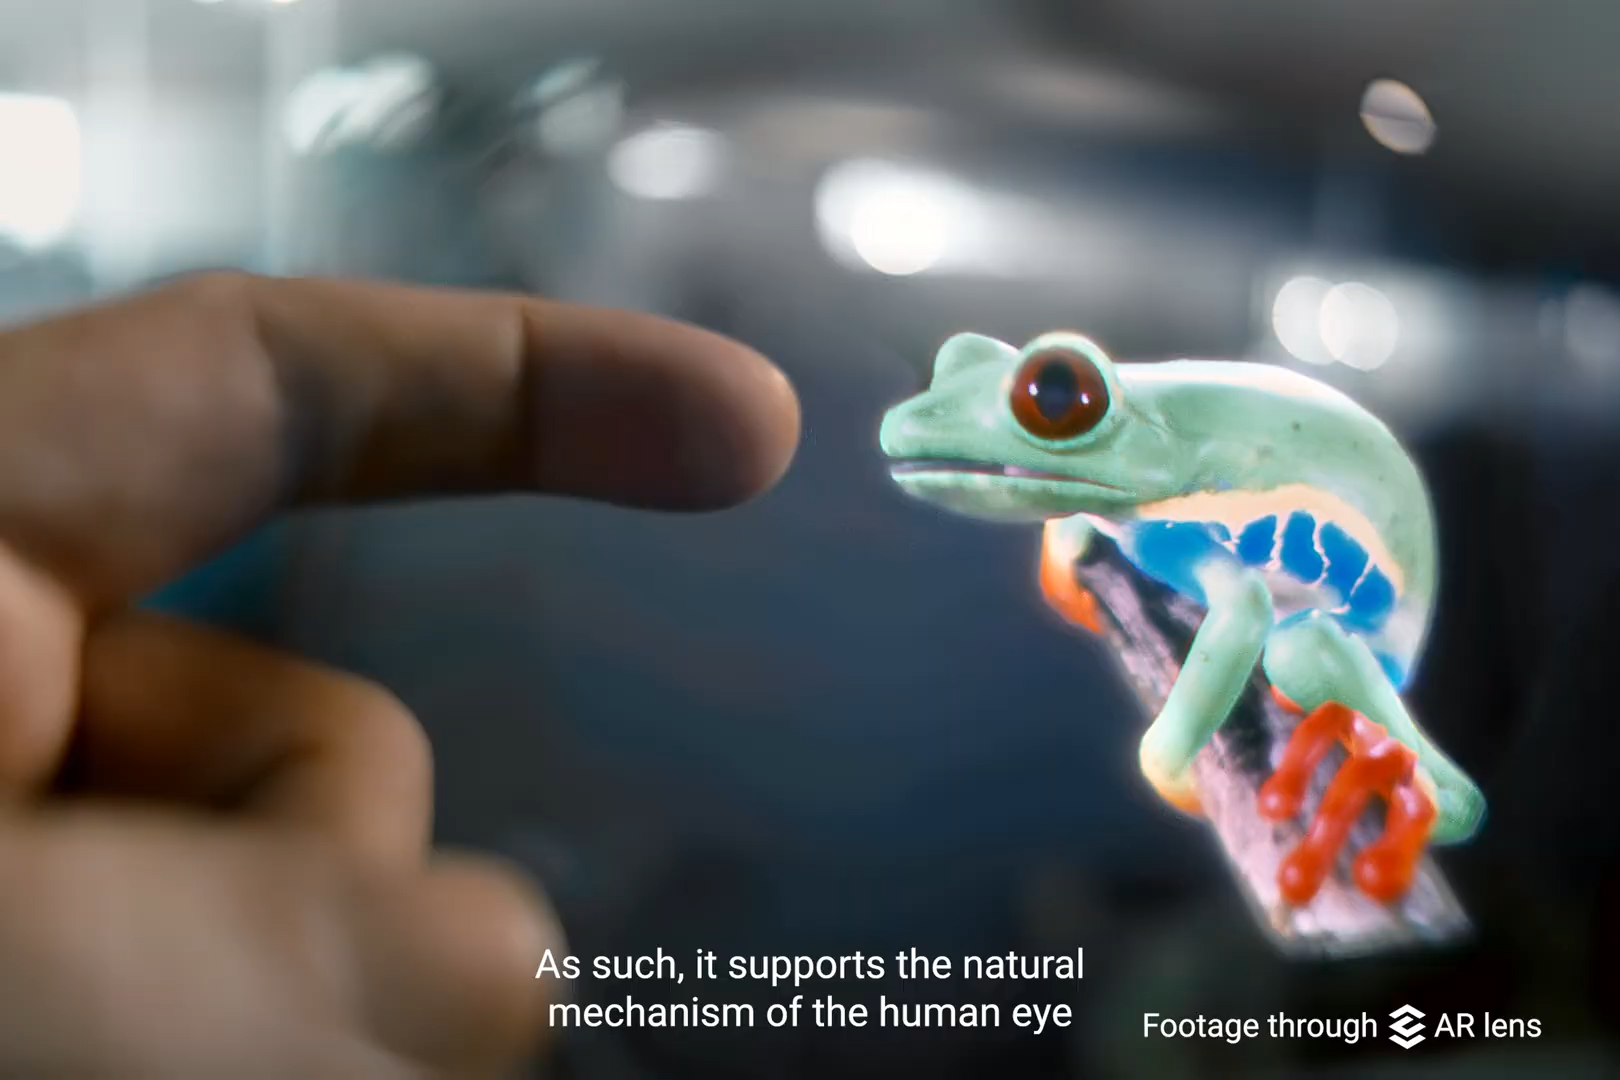 As such, it supports the natural
mechanism of the human eye
Footage through AR lens